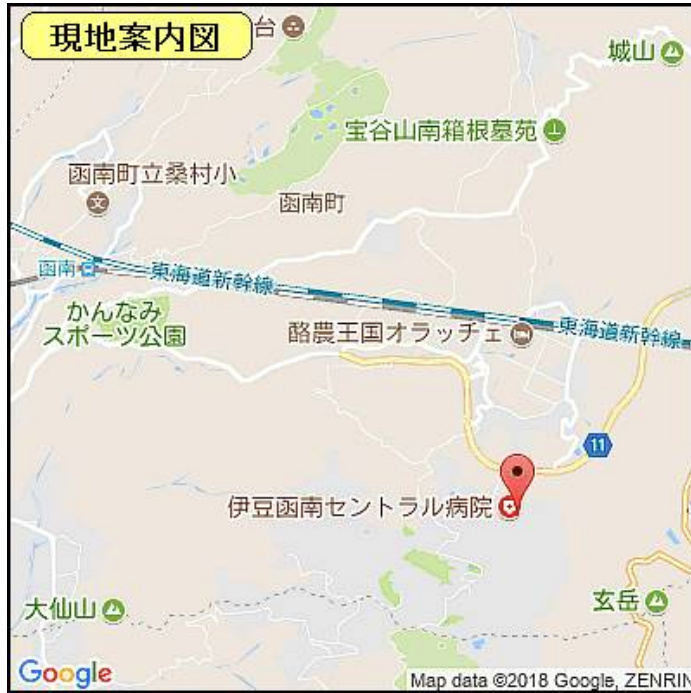 現地案内図
台
城山
宝谷山南箱根墓苑
函南町立桑村小
函南町
函南
東海道新幹線
かんなみ
スポーツ公園
酪農王国オラッチェ
東海道新幹線
11
伊豆函南セントラル病院
大仙山
玄岳
Google
Map data ©2018 Google, ZENRIN